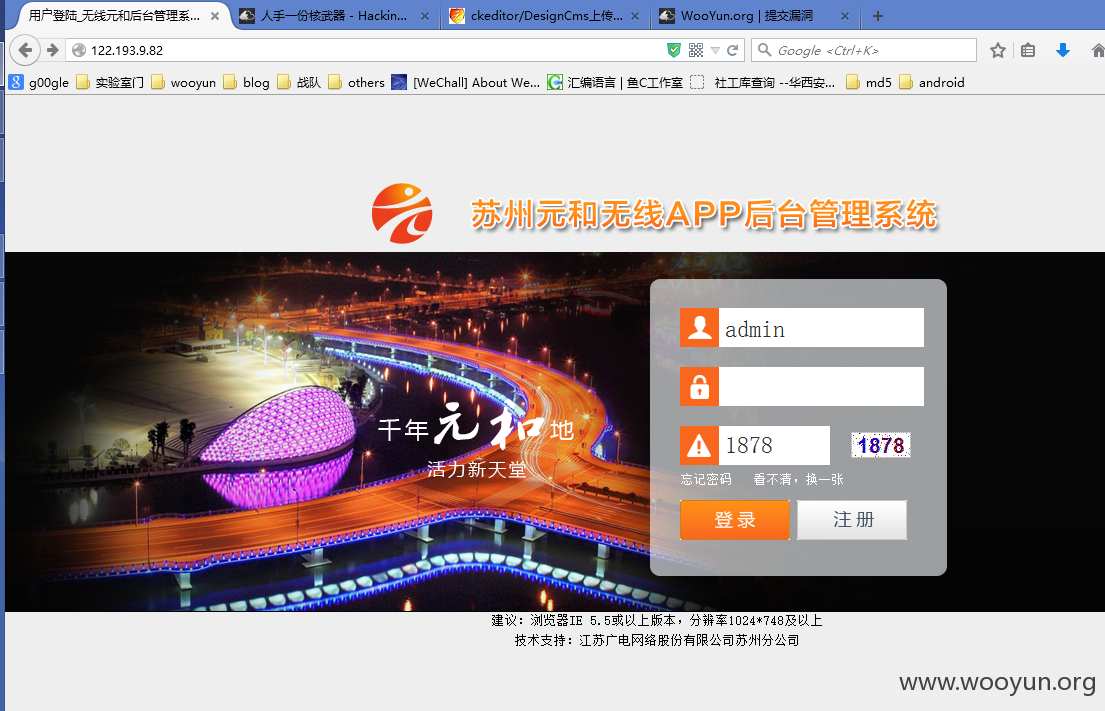 用户登陆_无线元和后台管理系... 人手一份核武器 - Hackin... ckeditor/DesignCms上传... WooYun.org | 提交漏洞
122.193.9.82 Google <Ctrl+K>
g00gle 实验室门 wooyun blog 战队 others [WeChall] About We... 汇编语言 | 鱼C工作室 社工库查询 --华西安... md5 android
苏州元和无线APP后台管理系统
admin
千年元和地
活力新天堂
1878 1878
忘记密码 看不清，换一张
登录 注册
建议：浏览器IE 5.5或以上版本，分辨率1024*748及以上
技术支持：江苏广电网络股份有限公司苏州分公司
www.wooyun.org